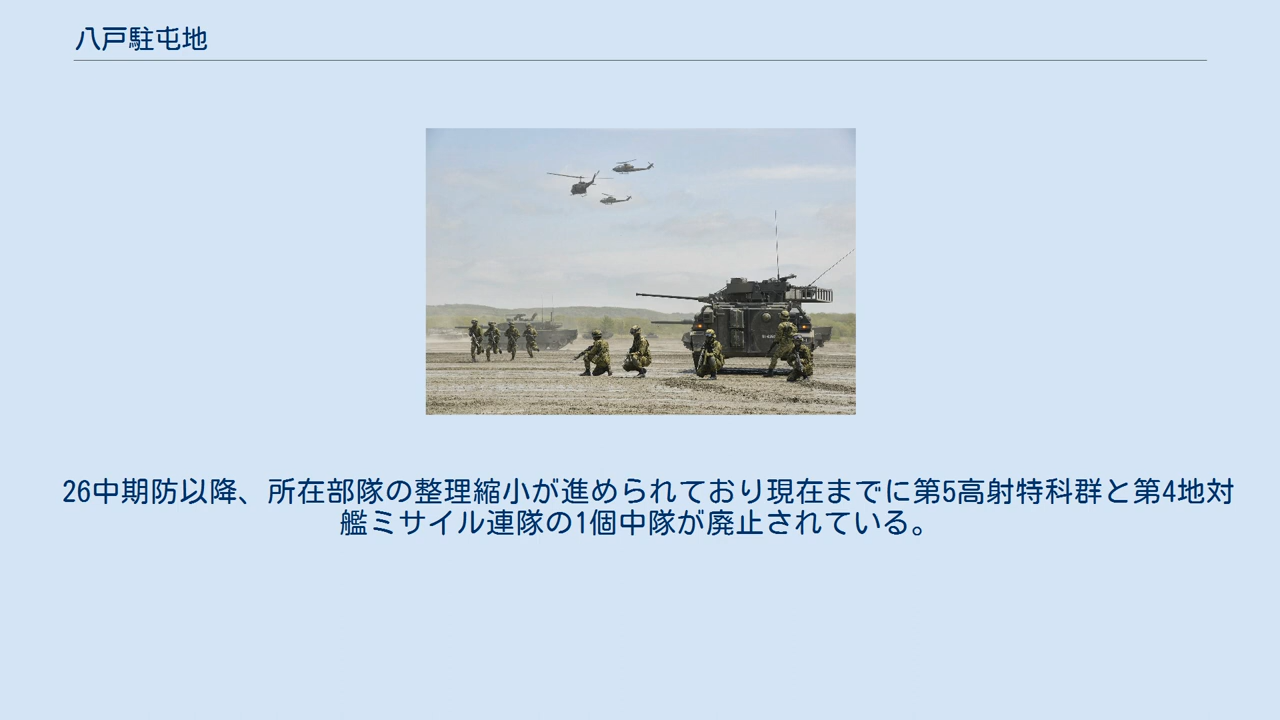 八戸駐屯地
26中期防以降、所在部隊の整理縮小が進められており現在までに第5高射特科群と第4地対
艦ミサイル連隊の1個中隊が廃止されている。